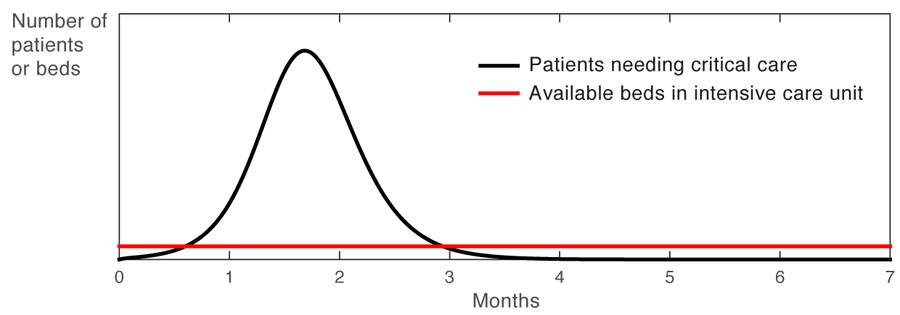 Number of
patients
or beds
Patients needing critical care
Available beds in intensive care unit
0 1 2 3 4 5 6 7
Months